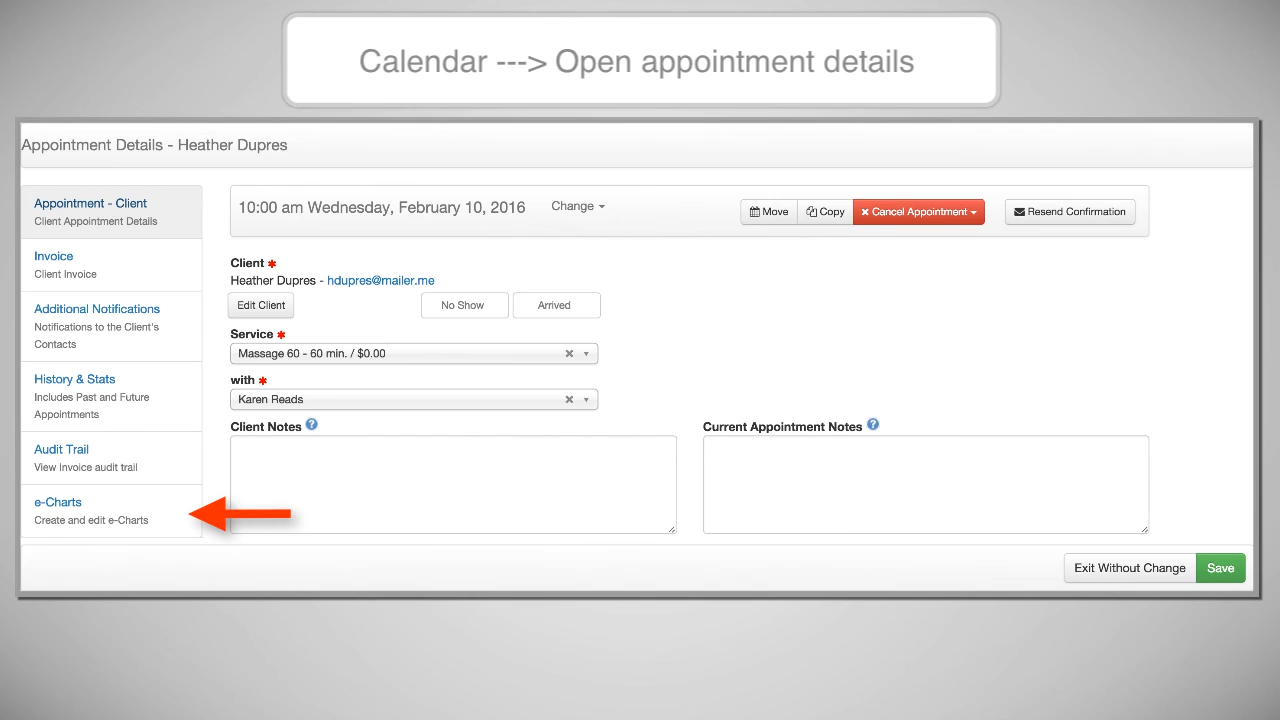 Calendar ---> Open appointment details
Appointment Details - Heather Dupres
Appointment - Client
Client Appointment Details
Invoice
Client Invoice
Additional Notifications
Notifications to the Client's
Contacts
History & Stats
Includes Past and Future
Appointments
Audit Trail
View Invoice audit trail
e-Charts
Create and edit e-Charts
10:00 am Wednesday, February 10, 2016
Change
Move
Copy
Cancel Appointment
Resend Confirmation
Client *
Heather Dupres - hdupres@mailer.me
Edit Client
No Show
Arrived
Service *
Massage 60 - 60 min. / $0.00
with *
Karen Reads
Client Notes ?
Current Appointment Notes ?
Exit Without Change
Save